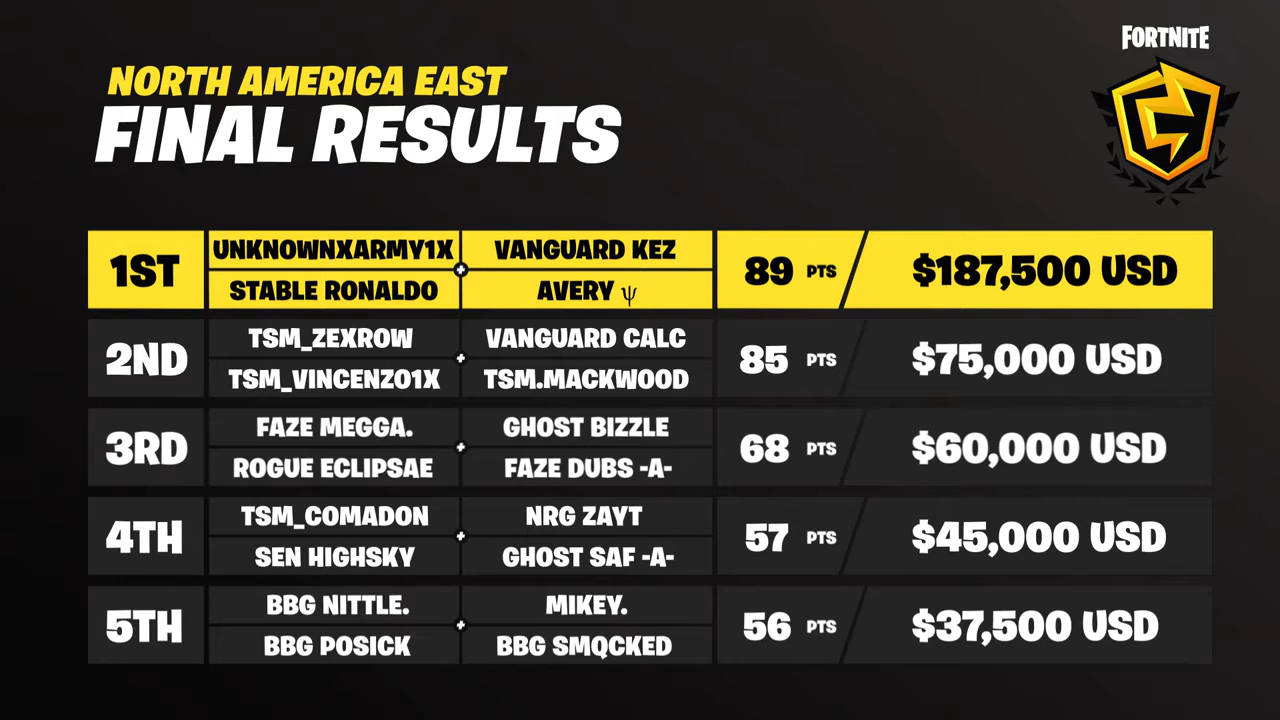 FORTNITE
NORTH AMERICA EAST
FINAL RESULTS
1ST
UNKNOWNXARMY1X
VANGUARD KEZ
STABLE RONALDO
AVERY ψ
89 PTS
$187,500 USD
2ND
TSM_ZEXROW
VANGUARD CALC
TSM_VINCENZO1X
TSM.MACKWOOD
85 PTS
$75,000 USD
3RD
FAZE MEGGA.
GHOST BIZZLE
ROGUE ECLIPSAE
FAZE DUBS -A-
68 PTS
$60,000 USD
4TH
TSM_COMADON
NRG ZAYT
SEN HIGHSKY
GHOST SAF -A-
57 PTS
$45,000 USD
5TH
BBG NITTLE.
MIKEY.
BBG POSICK
BBG SMQCKED
56 PTS
$37,500 USD